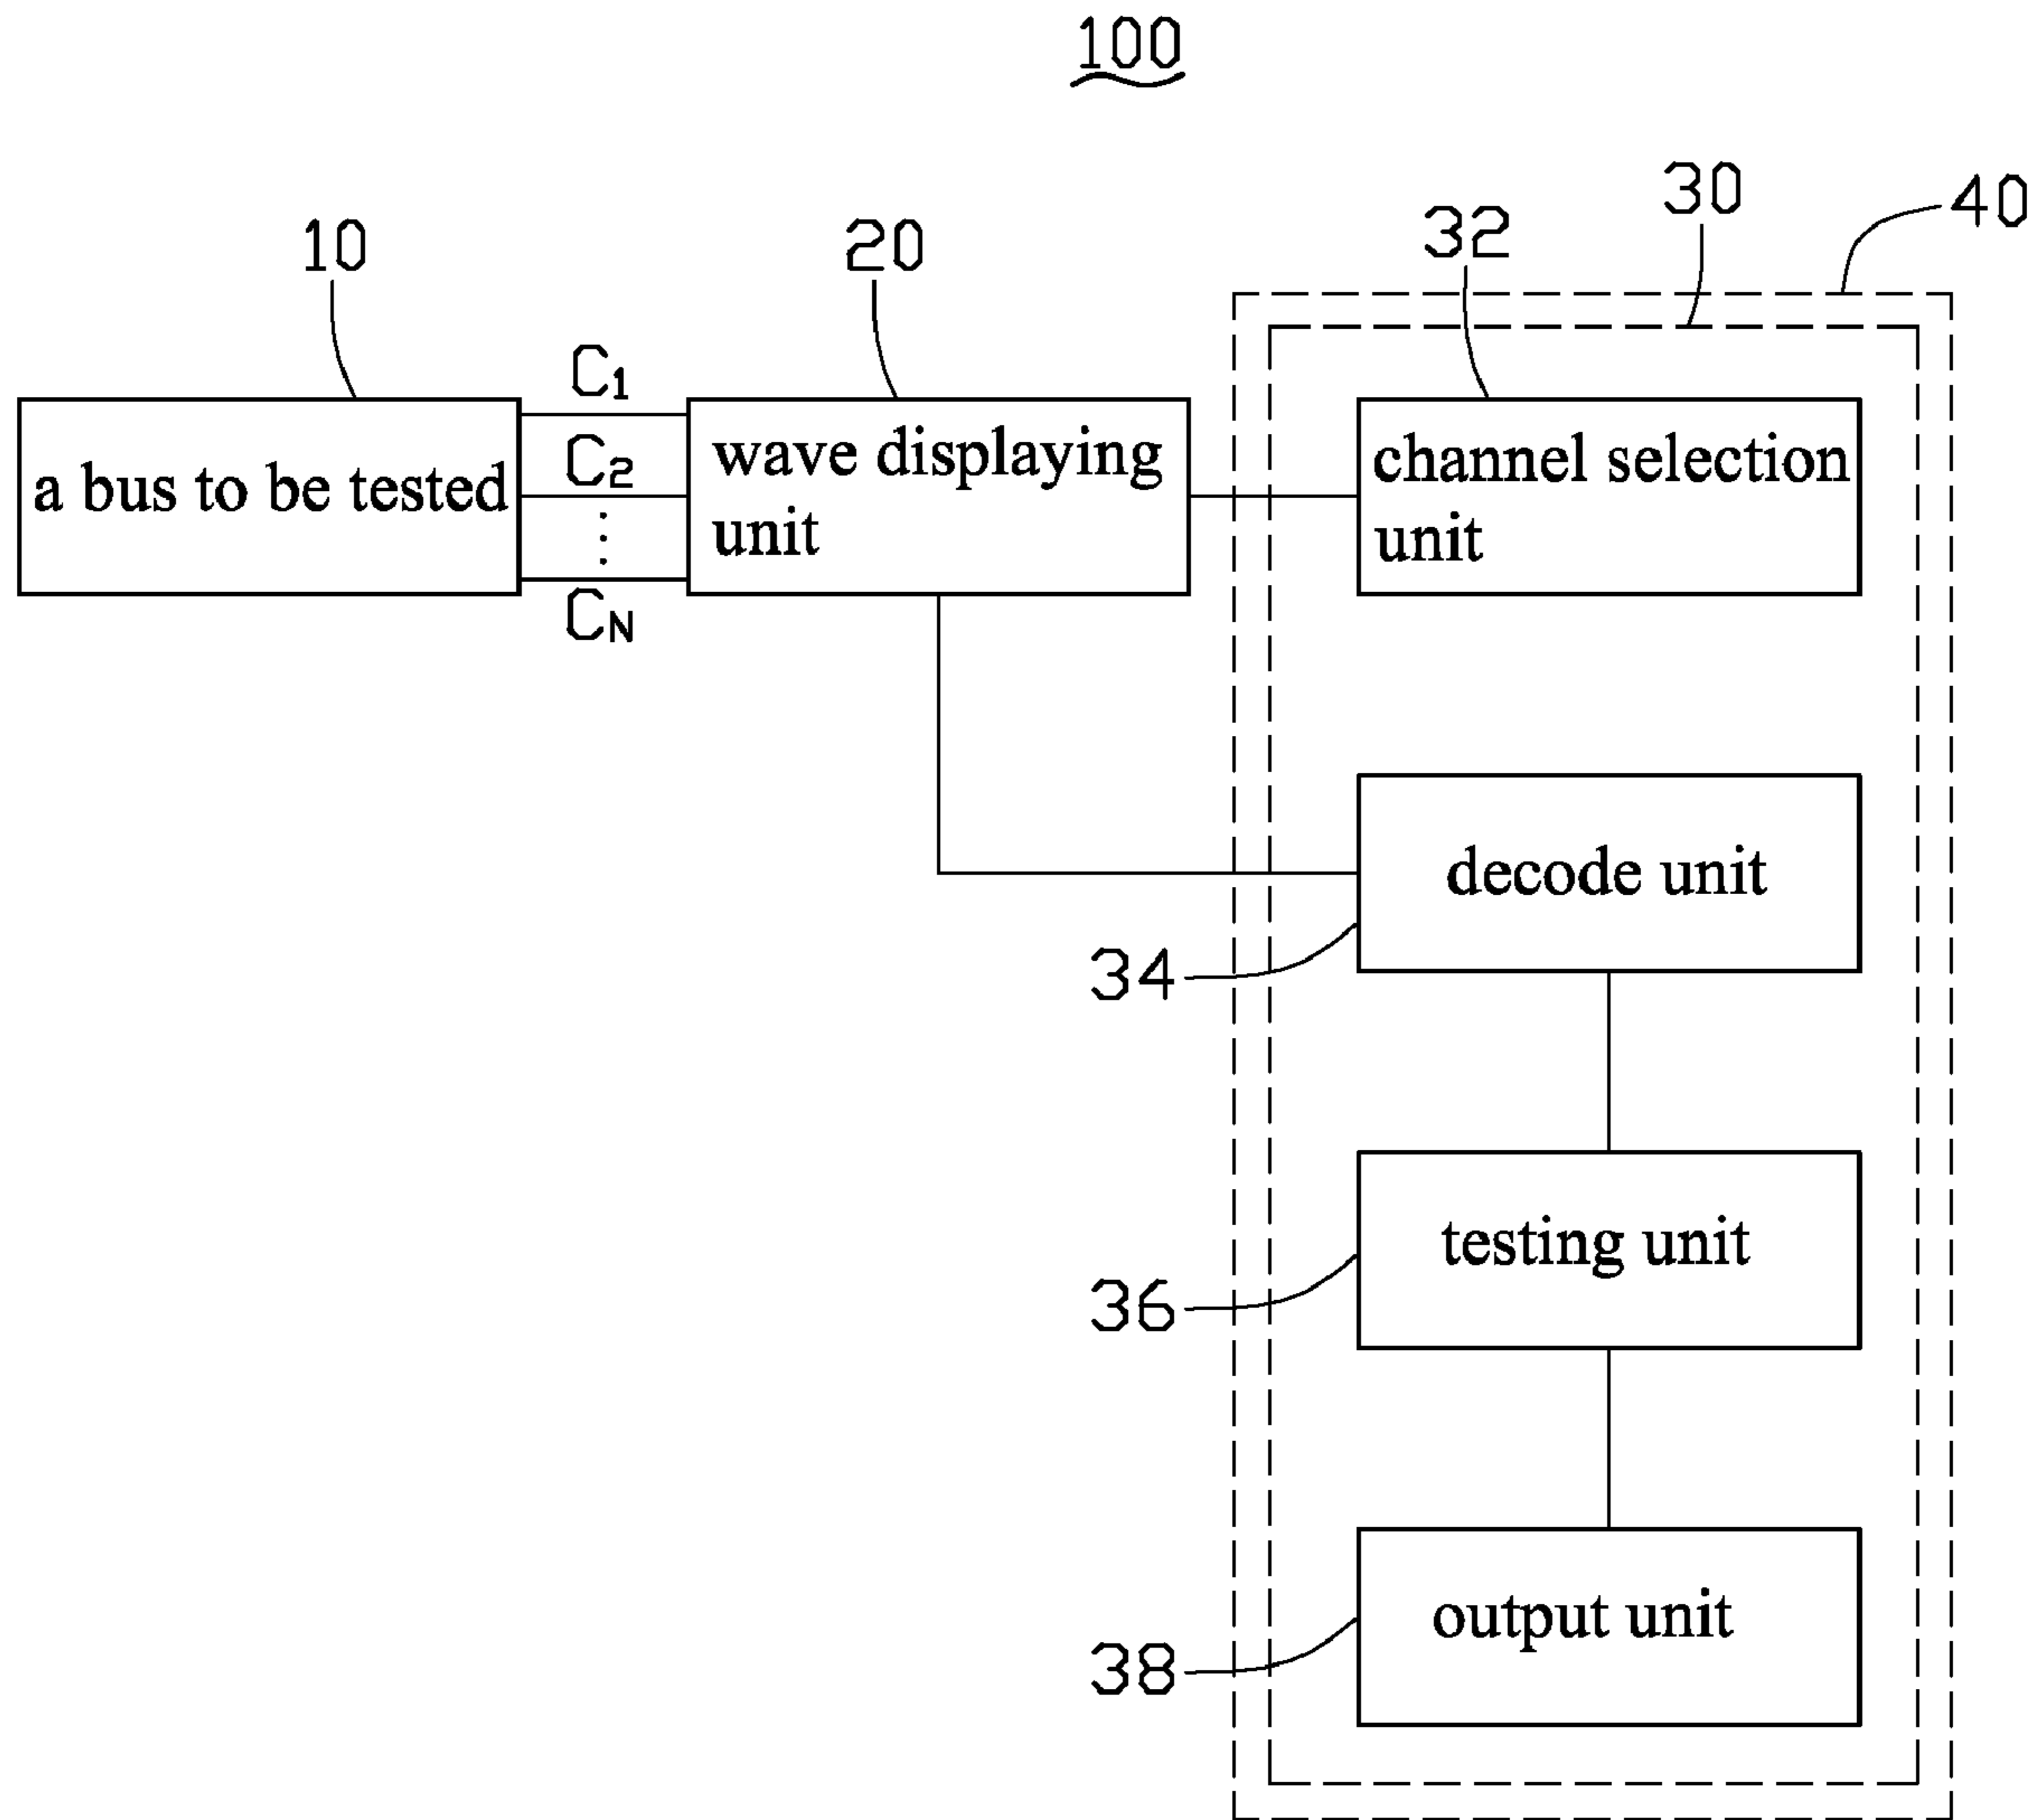 100
10
20
32
30
40
C1
C2
CN
a bus to be tested
wave displaying
unit
channel selection
unit
decode unit
34
testing unit
36
output unit
38